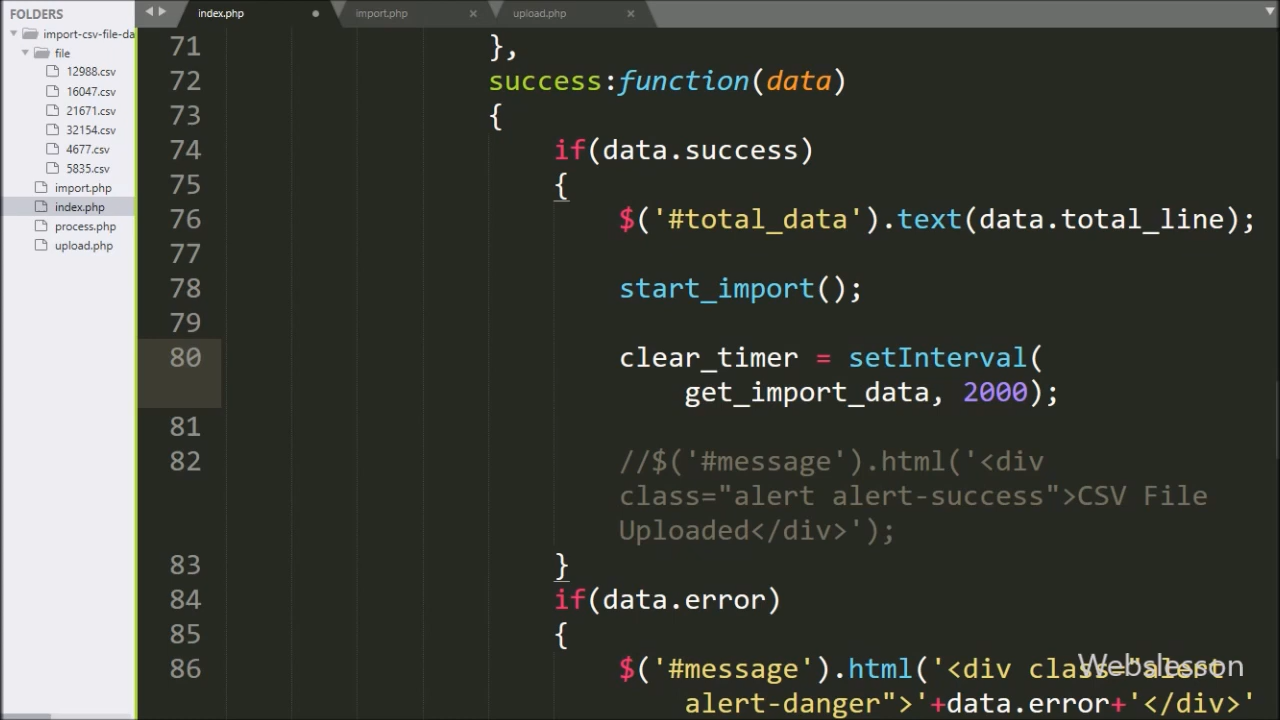 FOLDERS
import-csv-file-da
file
12988.csv
16047.csv
21671.csv
32154.csv
4677.csv
5835.csv
import.php
index.php
process.php
upload.php
index.php
import.php
upload.php
71 },
72 success:function(data)
73 {
74 if(data.success)
75 {
76 $('#total_data').text(data.total_line);
77
78 start_import();
79
80 clear_timer = setInterval(
get_import_data, 2000);
81
82 //$('#message').html('<div
class="alert alert-success">CSV File
Uploaded</div>');
83 }
84 if(data.error)
85 {
86 $('#message').html('<div class="alert
alert-danger">'+data.error+'</div>'
Webslesson